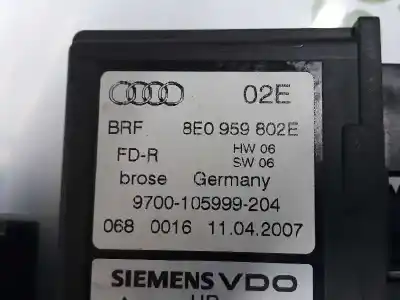 02E
BRF 8E0 959 802E
FD-R HW 06
SW 06
brose Germany
9700-105999-204
068 0016 11.04.2007
SIEMENS VDO